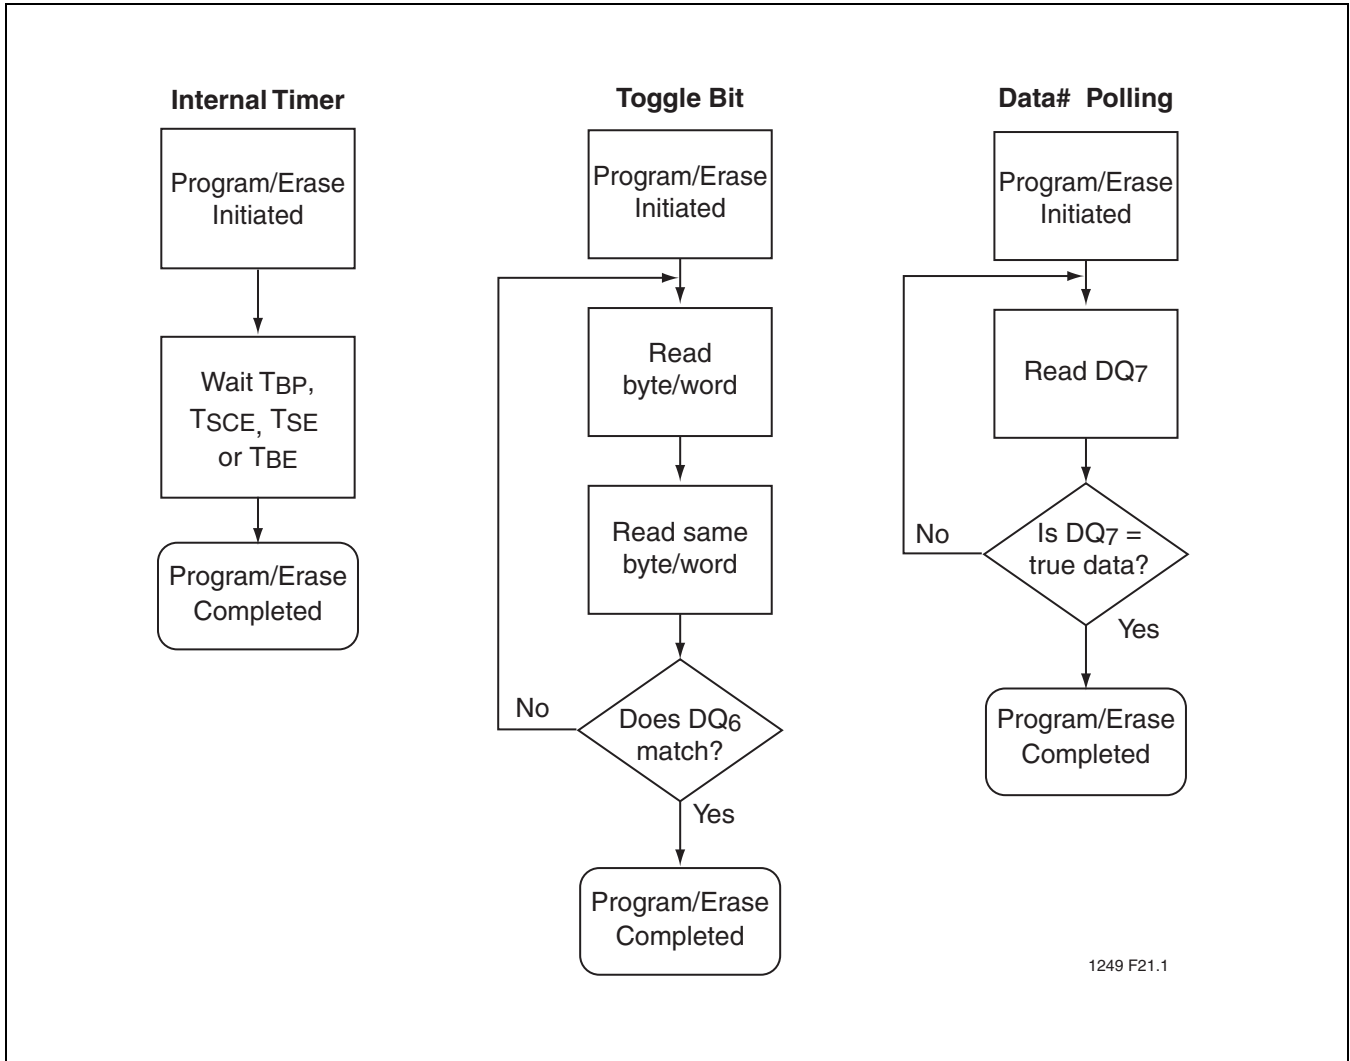 Internal Timer
Program/Erase
Initiated
Wait TBP,
TSCE, TSE
or TBE
Program/Erase
Completed
Toggle Bit
Program/Erase
Initiated
Read
byte/word
Read same
byte/word
Does DQ6
match?
No
Yes
Program/Erase
Completed
Data# Polling
Program/Erase
Initiated
Read DQ7
Is DQ7 =
true data?
No
Yes
Program/Erase
Completed
1249 F21.1